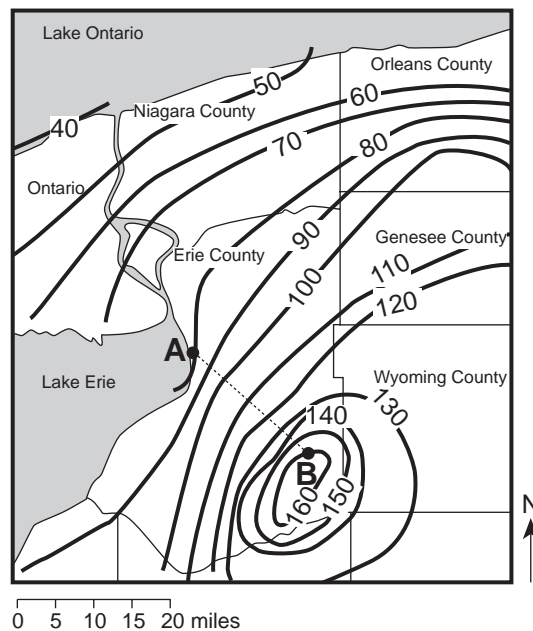 Lake Ontario
50
Orleans County
Niagara County
60
40
70
80
Ontario
90
Erie County
Genesee County
100
110
120
A
Lake Erie
Wyoming County
140
130
B
160
150
N
0 5 10 15 20 miles